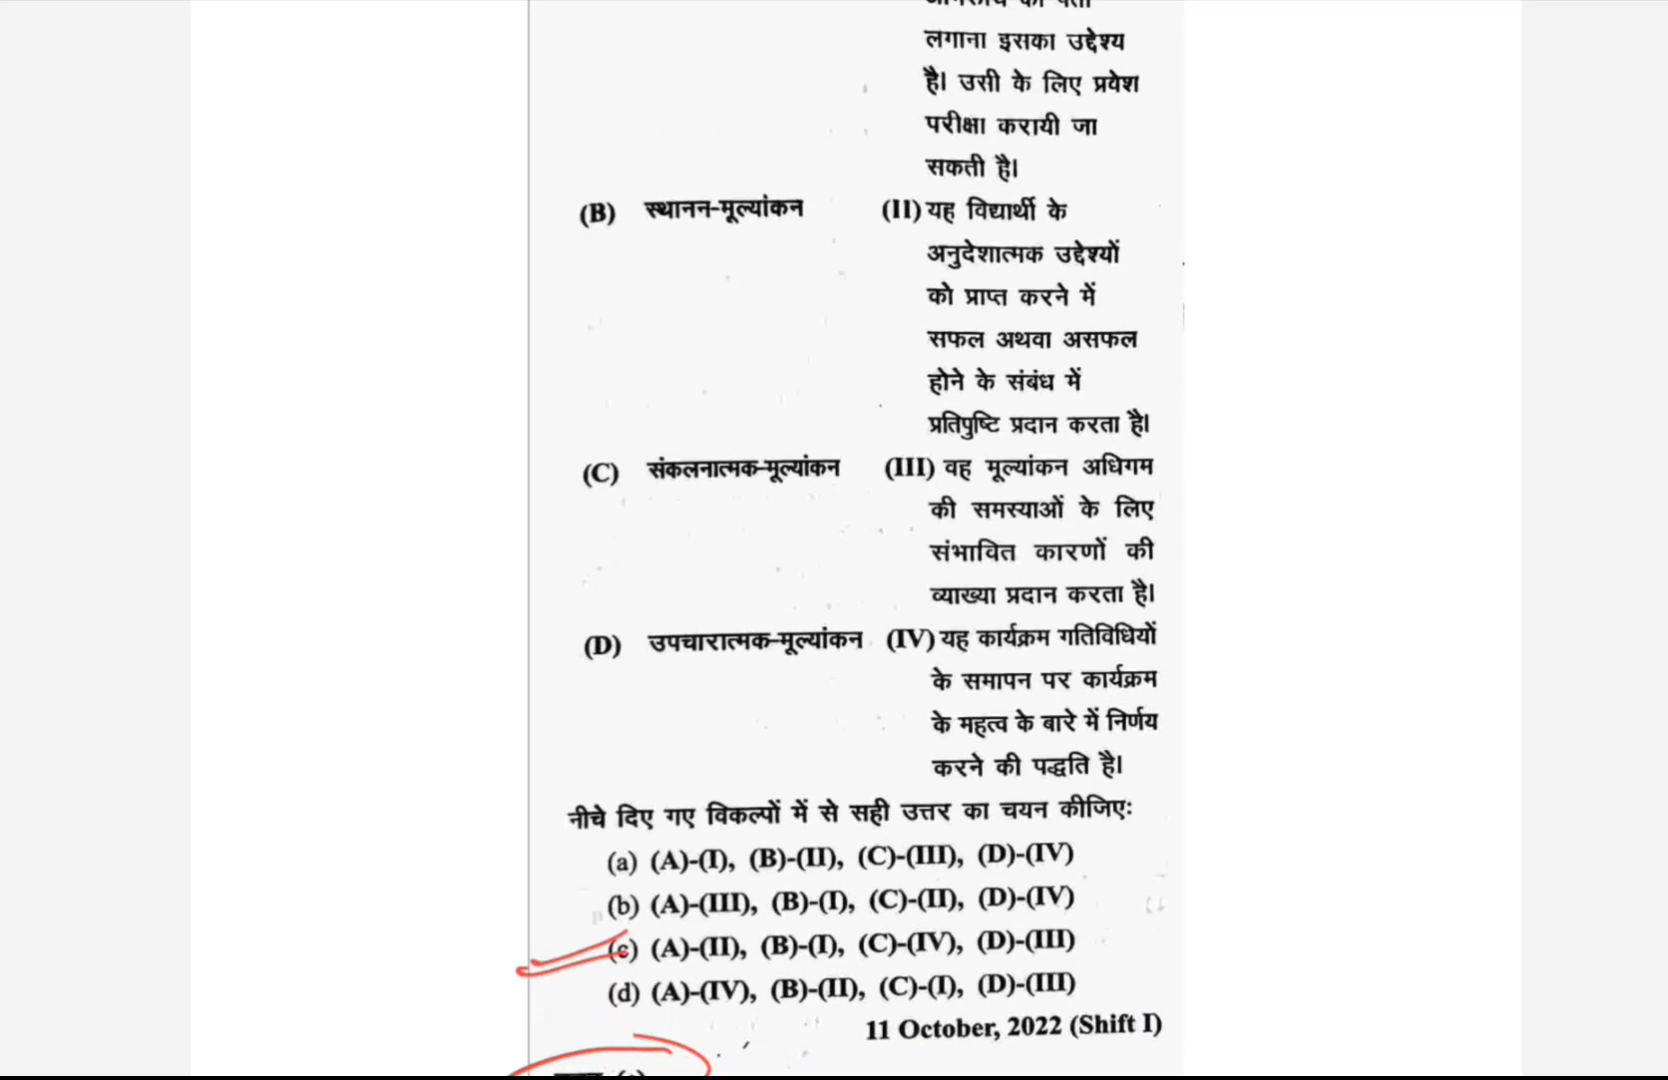 लगाना इसका उद्देश्य
है। उसी के लिए प्रवेश
परीक्षा करायी जा
सकती है।
(B) स्थानन-मूल्यांकन (II) यह विद्यार्थी के
अनुदेशात्मक उद्देश्यों
को प्राप्त करने में
सफल अथवा असफल
होने के संबंध में
प्रतिपुष्टि प्रदान करता है।
(C) संकलनात्मक-मूल्यांकन (III) वह मूल्यांकन अधिगम
की समस्याओं के लिए
संभावित कारणों की
व्याख्या प्रदान करता है।
(D) उपचारात्मक-मूल्यांकन (IV) यह कार्यक्रम गतिविधियों
के समापन पर कार्यक्रम
के महत्व के बारे में निर्णय
करने की पद्धति है।
नीचे दिए गए विकल्पों में से सही उत्तर का चयन कीजिएः
(a) (A)-(I), (B)-(II), (C)-(III), (D)-(IV)
(b) (A)-(III), (B)-(I), (C)-(II), (D)-(IV)
(c) (A)-(II), (B)-(I), (C)-(IV), (D)-(III)
(d) (A)-(IV), (B)-(II), (C)-(I), (D)-(III)
11 October, 2022 (Shift I)